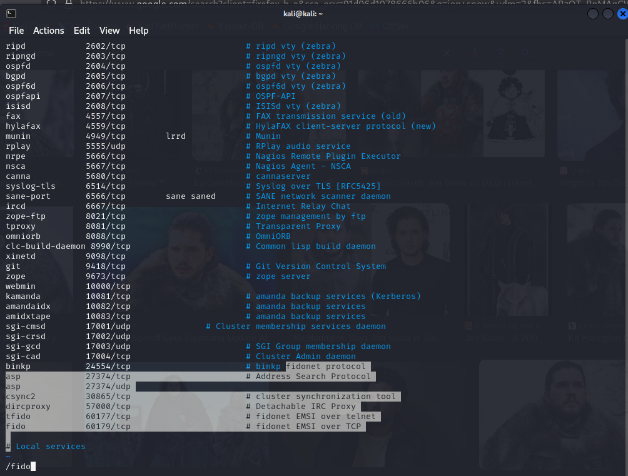 https://www.google.com/search?client=firefox-b-e
kali@kali: ~
File Actions Edit View Help
ripd 2602/tcp # ripd vty (zebra)
ripngd 2603/tcp # ripngd vty (zebra)
ospfd 2604/tcp # ospfd vty (zebra)
bgpd 2605/tcp # bgpd vty (zebra)
ospf6d 2606/tcp # ospf6d vty (zebra)
ospfapi 2607/tcp # OSPF-API
isisd 2608/tcp # ISISd vty (zebra)
fax 4557/tcp # FAX transmission service (old)
hylafax 4559/tcp # HylaFAX client-server protocol (new)
munin 4949/tcp lrrd # Munin
rplay 5555/udp # RPlay audio service
nrpe 5666/tcp # Nagios Remote Plugin Executor
nsca 5667/tcp # Nagios Agent - NSCA
canna 5680/tcp # cannaserver
syslog-tls 6514/tcp # Syslog over TLS [RFC5425]
sane-port 6566/tcp sane saned # SANE network scanner daemon
ircd 6667/tcp # Internet Relay Chat
zope-ftp 8021/tcp # zope management by ftp
tproxy 8081/tcp # Transparent Proxy
omniorb 8088/tcp # OmniORB
clc-build-daemon 8990/tcp # Common lisp build daemon
xinetd 9098/tcp
git 9418/tcp # Git Version Control System
zope 9673/tcp # zope server
webmin 10000/tcp
kamanda 10081/tcp # amanda backup services (Kerberos)
amandaidx 10082/tcp # amanda backup services
amidxtape 10083/tcp # amanda backup services
sgi-cmsd 17001/udp # Cluster membership services daemon
sgi-crsd 17002/udp
sgi-gcd 17003/udp # SGI Group membership daemon
sgi-cad 17004/tcp # Cluster Admin daemon
binkp 24554/tcp # binkp fidonet protocol
asp 27374/tcp # Address Search Protocol
asp 27374/udp
csync2 30865/tcp # cluster synchronization tool
dircproxy 57000/tcp # Detachable IRC Proxy
tfido 60177/tcp # fidonet EMSI over telnet
fido 60179/tcp # fidonet EMSI over TCP
# Local services
~
/fido